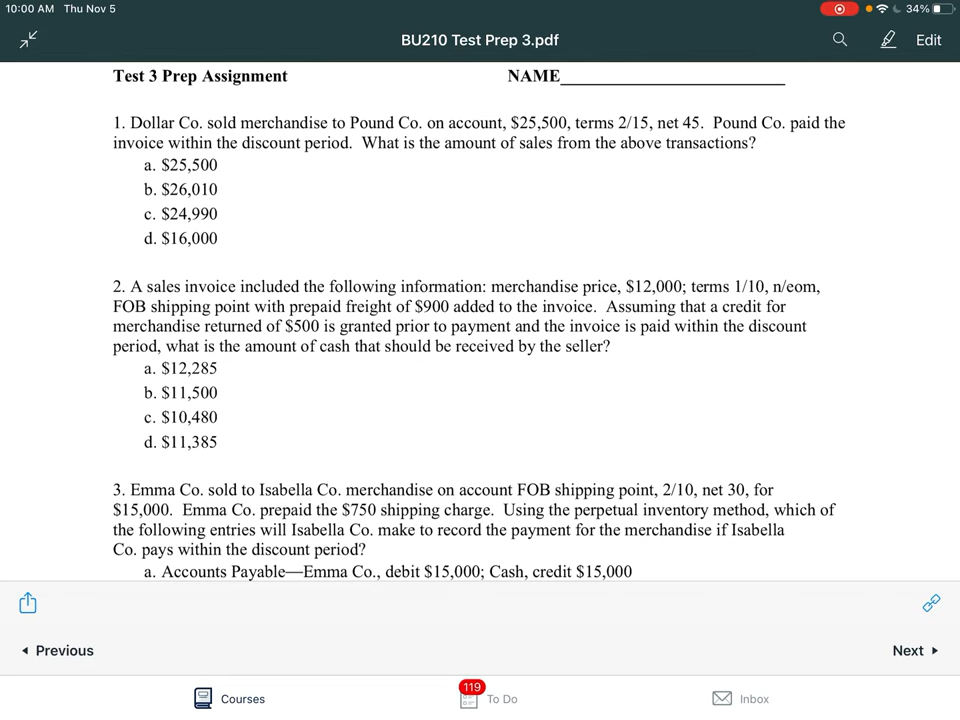 10:00 AM Thu Nov 5
34%
BU210 Test Prep 3.pdf
Edit
Test 3 Prep Assignment NAME__________________________
1. Dollar Co. sold merchandise to Pound Co. on account, $25,500, terms 2/15, net 45. Pound Co. paid the
invoice within the discount period. What is the amount of sales from the above transactions?
a. $25,500
b. $26,010
c. $24,990
d. $16,000
2. A sales invoice included the following information: merchandise price, $12,000; terms 1/10, n/eom,
FOB shipping point with prepaid freight of $900 added to the invoice. Assuming that a credit for
merchandise returned of $500 is granted prior to payment and the invoice is paid within the discount
period, what is the amount of cash that should be received by the seller?
a. $12,285
b. $11,500
c. $10,480
d. $11,385
3. Emma Co. sold to Isabella Co. merchandise on account FOB shipping point, 2/10, net 30, for
$15,000. Emma Co. prepaid the $750 shipping charge. Using the perpetual inventory method, which of
the following entries will Isabella Co. make to record the payment for the merchandise if Isabella
Co. pays within the discount period?
a. Accounts Payable—Emma Co., debit $15,000; Cash, credit $15,000
Previous
Next
Courses
119
To Do
Inbox